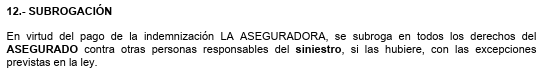 12.- SUBROGACIÓN
En virtud del pago de la indemnización LA ASEGURADORA, se subroga en todos los derechos del
ASEGURADO contra otras personas responsables del siniestro, si las hubiere, con las excepciones
previstas en la ley.